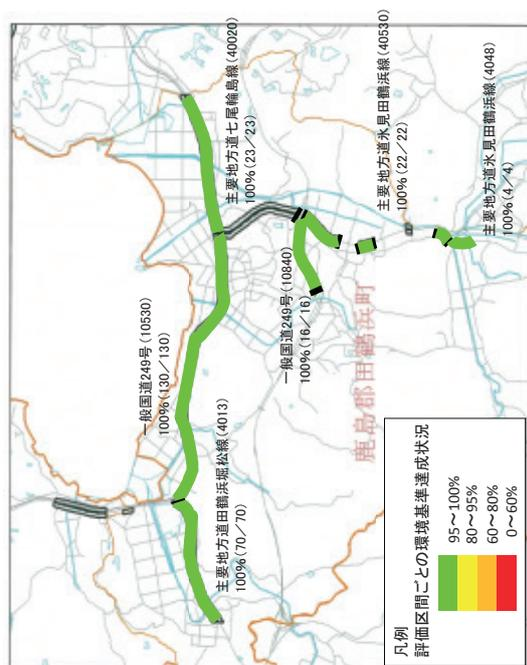 主要地方道七尾輪島線(40020)
100%(23/23)
主要地方道氷見田鶴浜線(40530)
100%(22/22)
主要地方道氷見田鶴浜線(4048)
100%(4/4)
一般国道249号(10530)
100%(130/130)
一般国道249号(10840)
100%(16/16)
主要地方道田鶴浜堀松線(4013)
100%(70/70)
鹿島郡田鶴浜町
凡例
評価区間ごとの環境基準達成状況
95~100%
80~95%
60~80%
0~60%